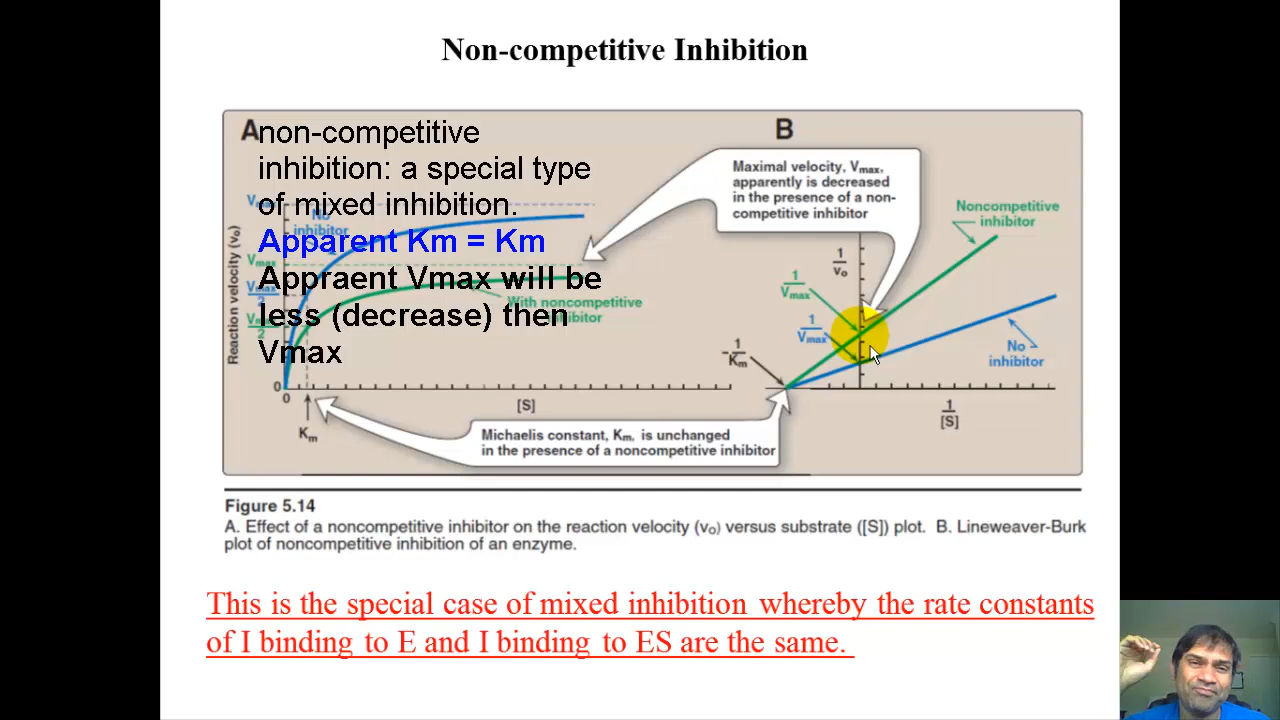 Non-competitive Inhibition
A
non-competitive
inhibition: a special type
of mixed inhibition.
Apparent Km = Km
Appraent Vmax will be
less (decrease) then
Vmax
Reaction velocity (vo)
No
inhibitor
Vmax
Vmax
2
With noncompetitive
inhibitor
0
0
Km
[S]
B
Maximal velocity, Vmax,
apparently is decreased
in the presence of a non-
competitive inhibitor
Noncompetitive
inhibitor
1
vo
1
Vmax
1
Vmax
- 1
Km
No
inhibitor
1
[S]
Michaelis constant, Km, is unchanged
in the presence of a noncompetitive inhibitor
Figure 5.14
A. Effect of a noncompetitive inhibitor on the reaction velocity (vo) versus substrate ([S]) plot. B. Lineweaver-Burk
plot of noncompetitive inhibition of an enzyme.
This is the special case of mixed inhibition whereby the rate constants
of I binding to E and I binding to ES are the same.